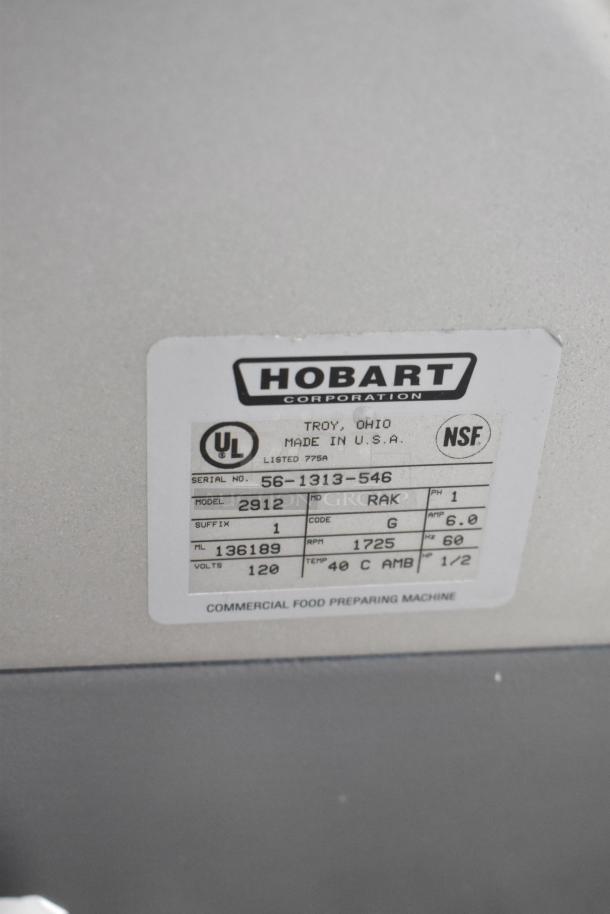 HOBART
CORPORATION
UL
TROY, OHIO
MADE IN U.S.A.
LISTED 775A
NSF
SERIAL NO. 56-1313-546
MODEL 2912 MD RAK PH 1
SUFFIX 1 CODE G AMP 6.0
ML 136189 RPM 1725 HZ 60
VOLTS 120 TEMP 40 C AMB HP 1/2
COMMERCIAL FOOD PREPARING MACHINE